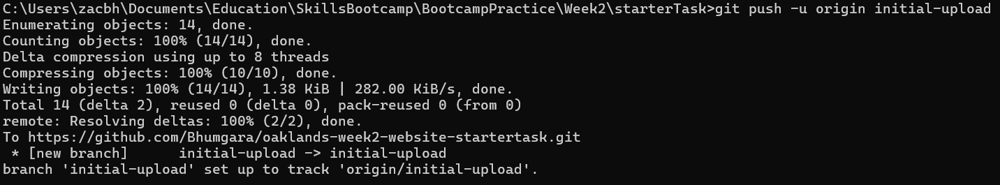 C:\Users\zacbh\Documents\Education\SkillsBootcamp\BootcampPractice\Week2\starterTask>git push -u origin initial-upload
Enumerating objects: 14, done.
Counting objects: 100% (14/14), done.
Delta compression using up to 8 threads
Compressing objects: 100% (10/10), done.
Writing objects: 100% (14/14), 1.38 KiB | 282.00 KiB/s, done.
Total 14 (delta 2), reused 0 (delta 0), pack-reused 0 (from 0)
remote: Resolving deltas: 100% (2/2), done.
To https://github.com/Bhumgara/oaklands-week2-website-startertask.git
 * [new branch]      initial-upload -> initial-upload
branch 'initial-upload' set up to track 'origin/initial-upload'.